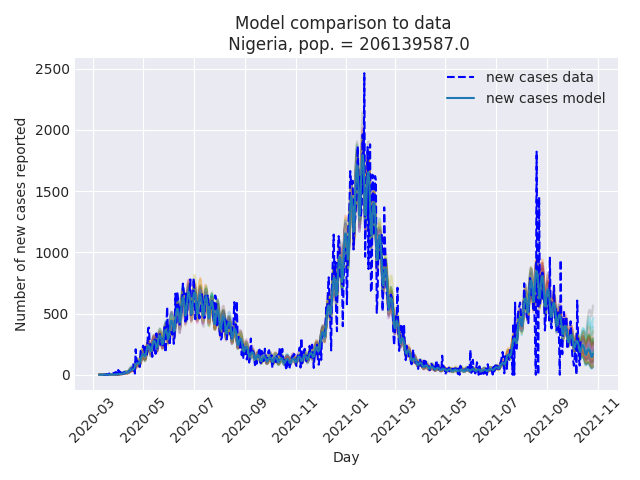 Model comparison to data
Nigeria, pop. = 206139587.0
new cases data
new cases model
Number of new cases reported
2500
2000
1500
1000
500
0
2020-03
2020-05
2020-07
2020-09
2020-11
2021-01
2021-03
2021-05
2021-07
2021-09
2021-11
Day